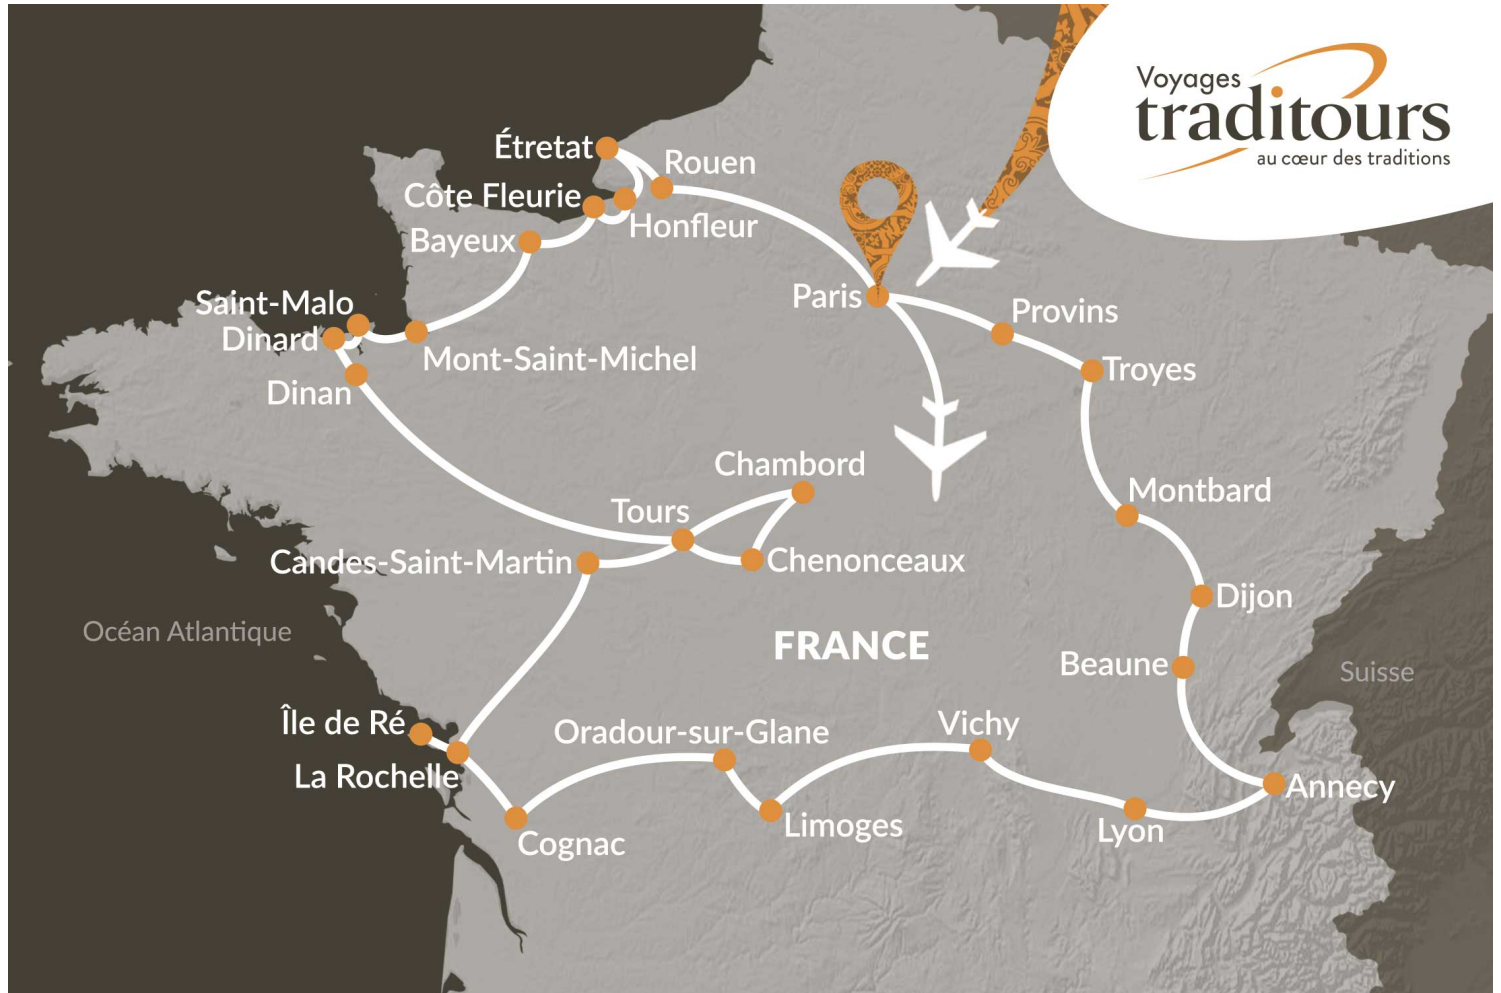 Voyages
traditours
au cœur des traditions
Étretat
Rouen
Côte Fleurie
Honfleur
Bayeux
Paris
Provins
Saint-Malo
Dinard
Mont-Saint-Michel
Troyes
Dinan
Chambord
Montbard
Tours
Candes-Saint-Martin
Chenonceaux
Dijon
Océan Atlantique
FRANCE
Beaune
Suisse
Île de Ré
Oradour-sur-Glane
Vichy
La Rochelle
Annecy
Limoges
Lyon
Cognac